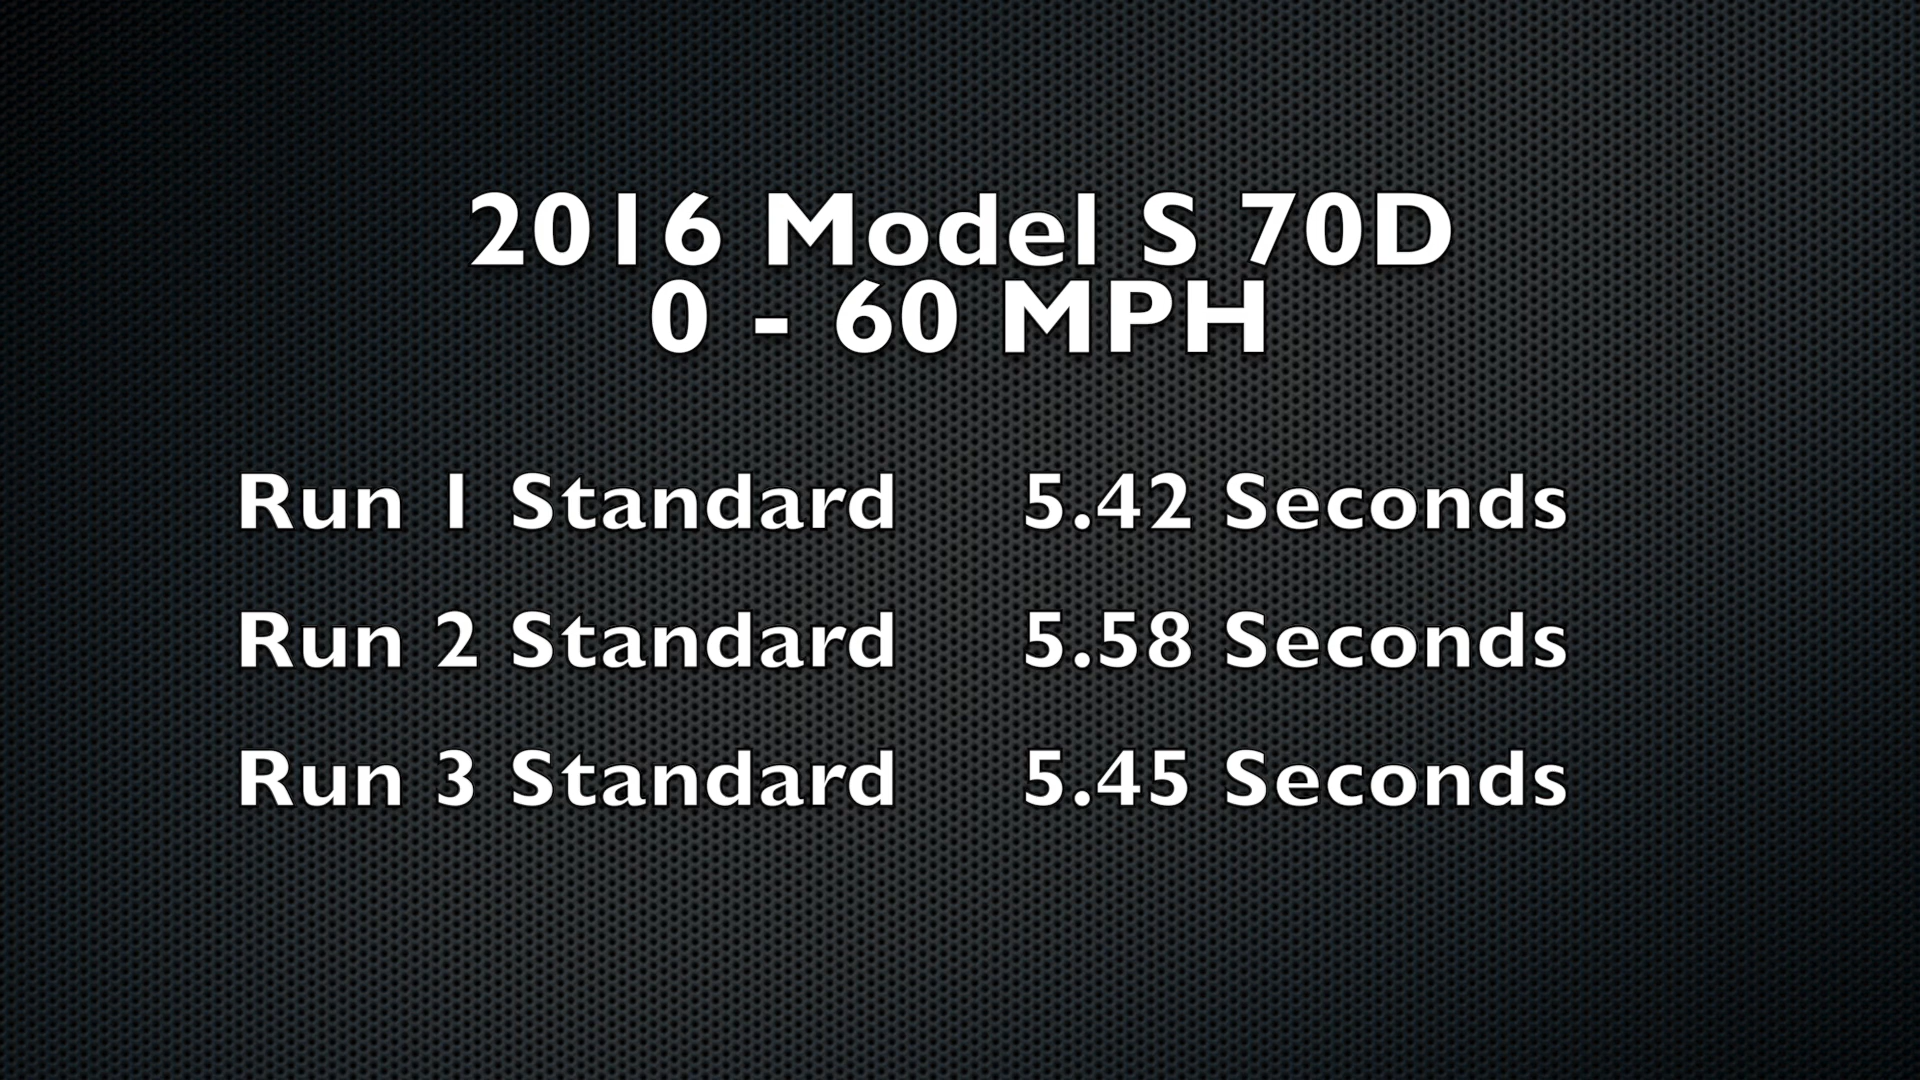 2016 Model S 70D
0 - 60 MPH
Run 1 Standard 5.42 Seconds
Run 2 Standard 5.58 Seconds
Run 3 Standard 5.45 Seconds